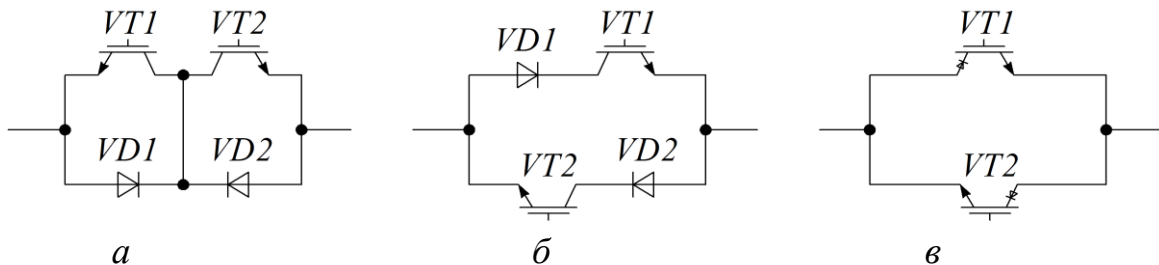 VT1 VT2
VD1 VD2
а
VD1 VT1
VT2 VD2
б
VT1
VT2
в